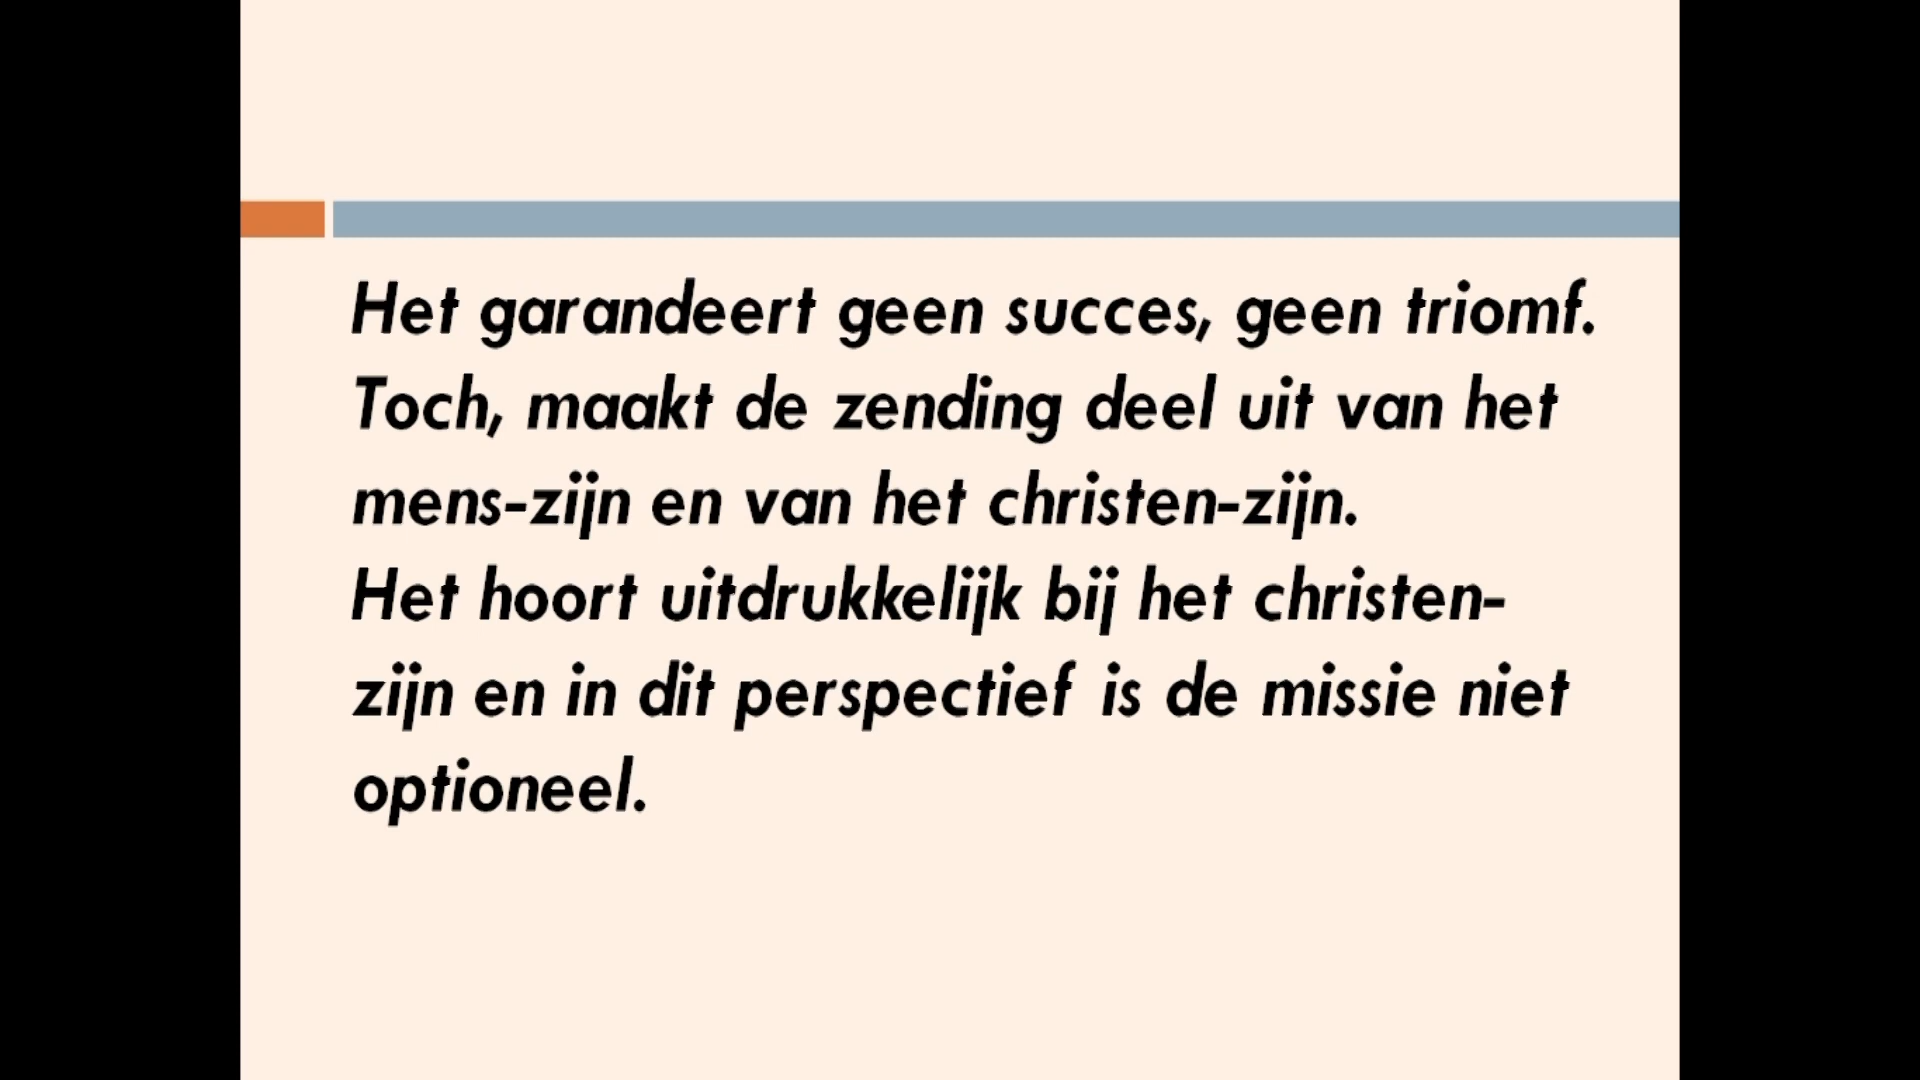 Het garandeert geen succes, geen triomf.
Toch, maakt de zending deel uit van het
mens-zijn en van het christen-zijn.
Het hoort uitdrukkelijk bij het christen-
zijn en in dit perspectief is de missie niet
optioneel.